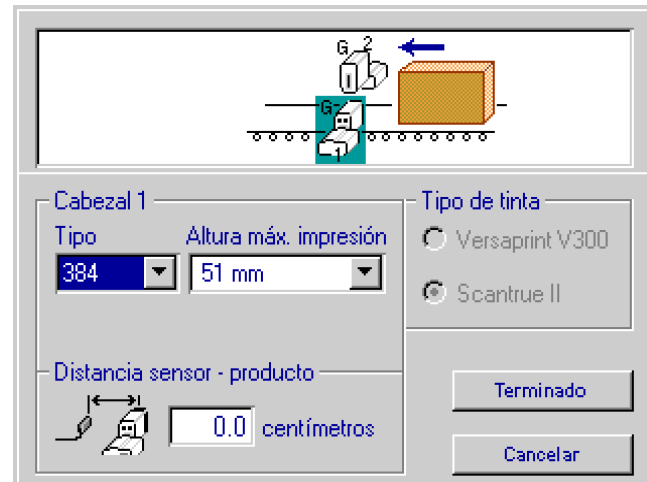 G 2
G
1
Cabezal 1
Tipo Altura máx. impresión
384 51 mm
Tipo de tinta
Versaprint V300
Scantrue II
Distancia sensor - producto
0.0 centímetros
Terminado
Cancelar